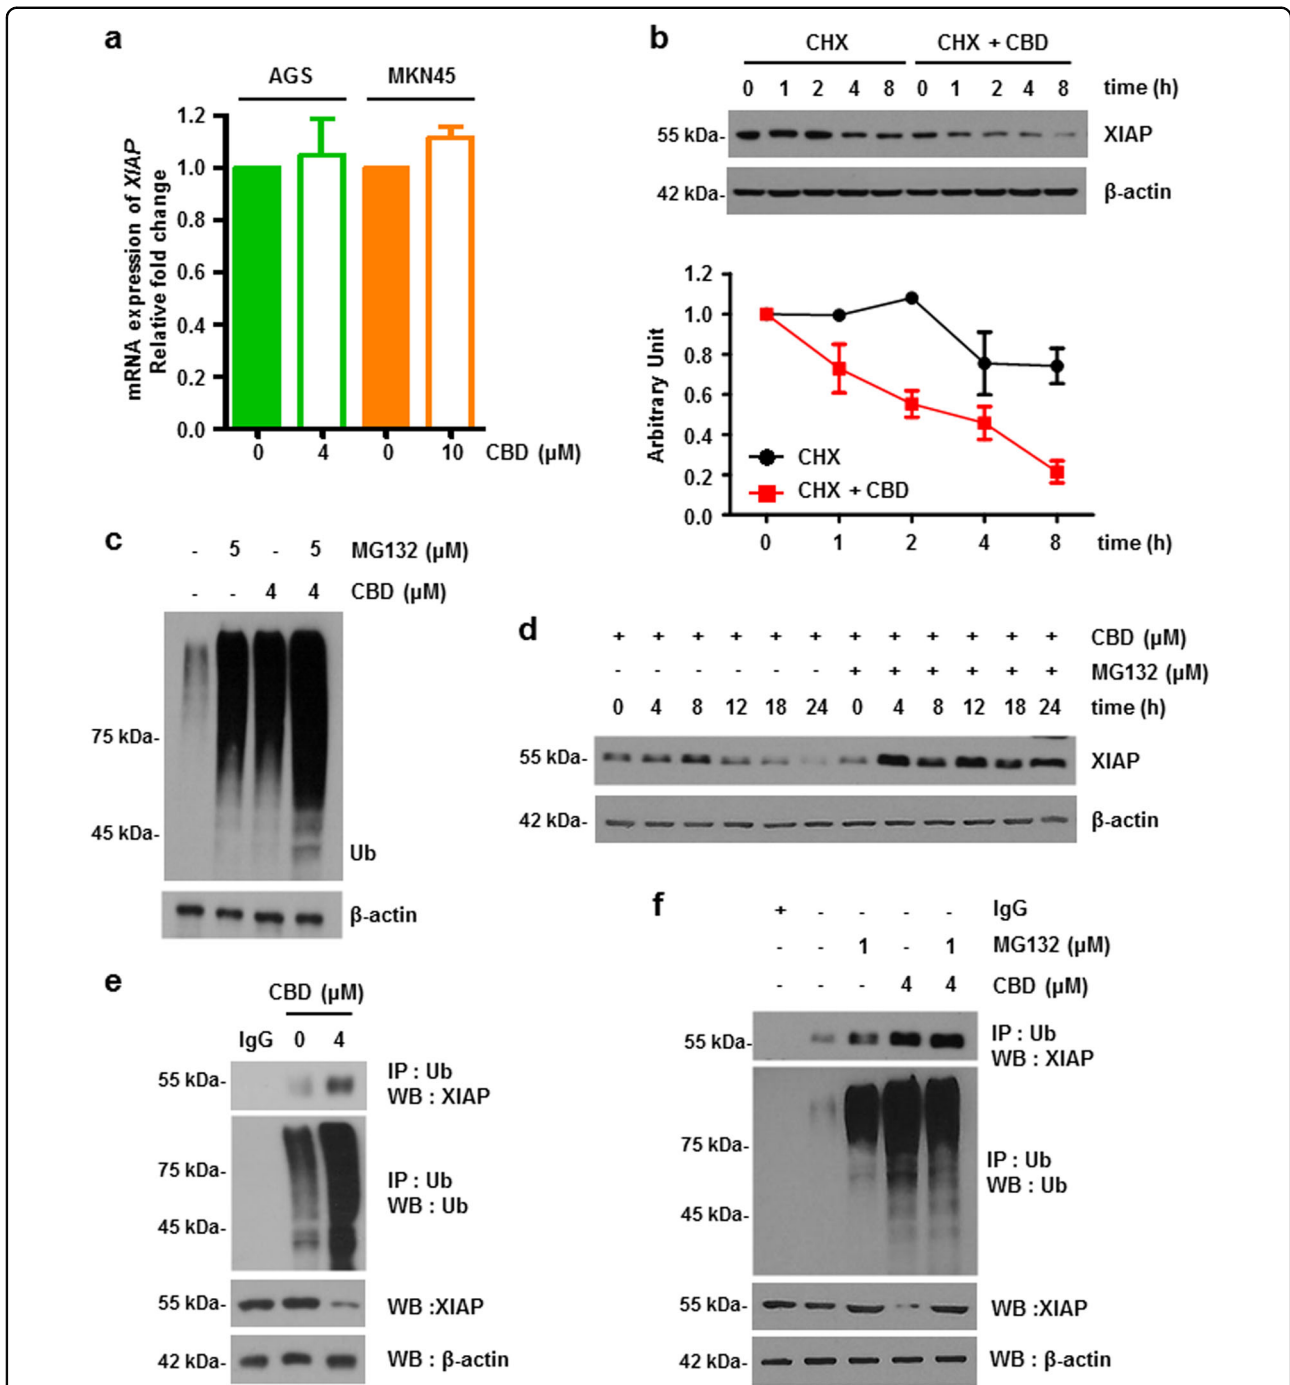 a
AGS MKN45
mRNA expression of XIAP
Relative fold change
1.2
1.0
0.8
0.6
0.4
0.2
0.0
0 4 0 10 CBD (µM)
b
CHX CHX + CBD
0 1 2 4 8 0 1 2 4 8 time (h)
55 kDa- XIAP
42 kDa- β-actin
Arbitrary Unit
1.2
1.0
0.8
0.6
0.4
0.2
0.0
CHX
CHX + CBD
0 1 2 4 8 time (h)
c
- 5 - 5 MG132 (µM)
- - 4 4 CBD (µM)
75 kDa-
45 kDa-
Ub
β-actin
d
+ + + + + + + + + + + + CBD (µM)
- - - - - - + + + + + + MG132 (µM)
0 4 8 12 18 24 0 4 8 12 18 24 time (h)
55 kDa- XIAP
42 kDa- β-actin
e
CBD (µM)
IgG 0 4
55 kDa- IP : Ub
WB : XIAP
75 kDa-
IP : Ub
WB : Ub
45 kDa-
55 kDa- WB :XIAP
42 kDa- WB : β-actin
f
+ - - - - IgG
- - 1 - 1 MG132 (µM)
- - - 4 4 CBD (µM)
55 kDa- IP : Ub
WB : XIAP
75 kDa-
IP : Ub
WB : Ub
45 kDa-
55 kDa- WB :XIAP
42 kDa- WB : β-actin